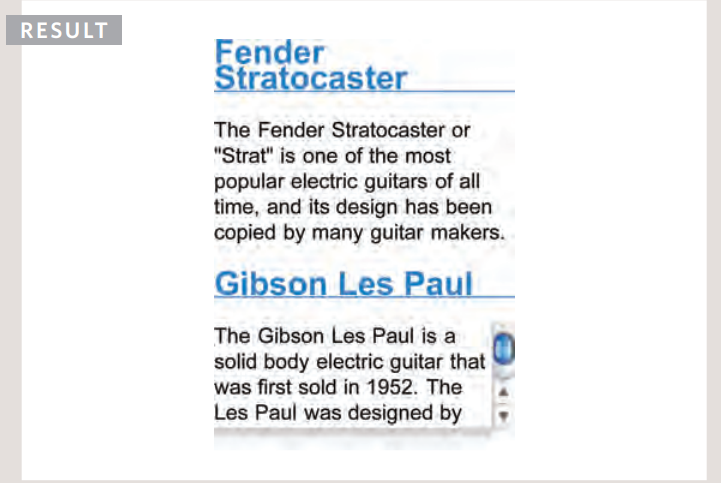 RESULT
Fender
Stratocaster
The Fender Stratocaster or
"Strat" is one of the most
popular electric guitars of all
time, and its design has been
copied by many guitar makers.
Gibson Les Paul
The Gibson Les Paul is a
solid body electric guitar that
was first sold in 1952. The
Les Paul was designed by